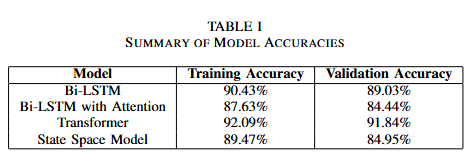 TABLE I
SUMMARY OF MODEL ACCURACIES
Model Training Accuracy Validation Accuracy
Bi-LSTM 90.43% 89.03%
Bi-LSTM with Attention 87.63% 84.44%
Transformer 92.09% 91.84%
State Space Model 89.47% 84.95%